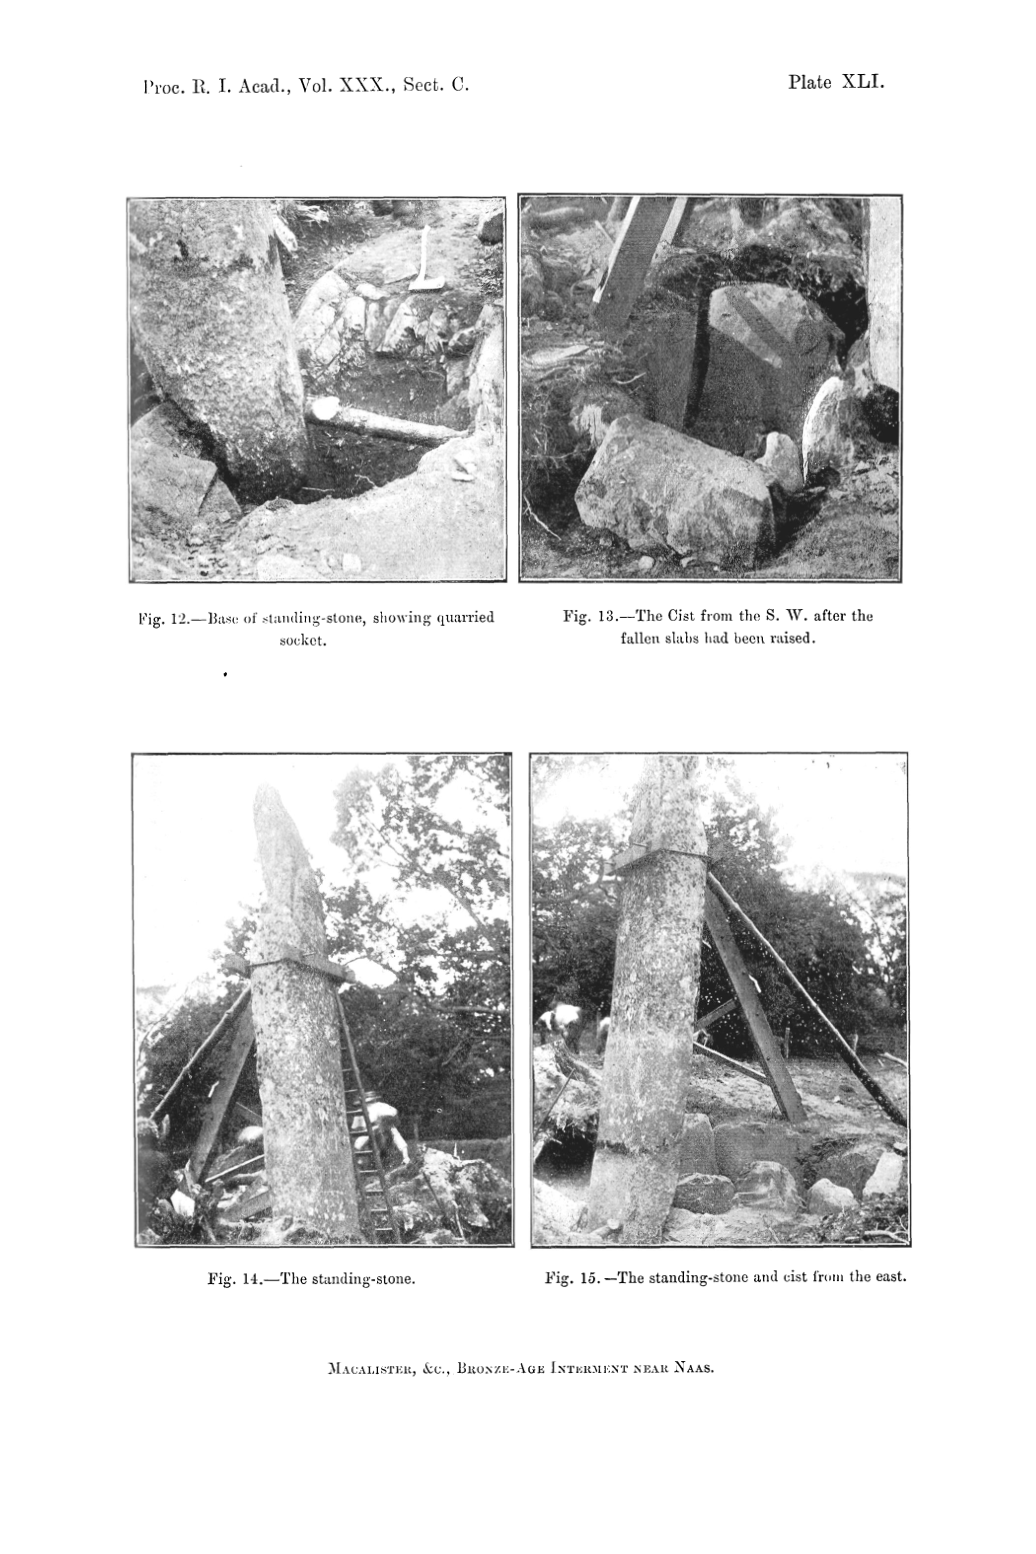 Proc. R. I. Acad., Vol. XXX., Sect. C.
Plate XLI.
Fig. 12.—Base of standing-stone, showing quarried
socket.
Fig. 13.—The Cist from the S. W. after the
fallen slabs had been raised.
Fig. 14.—The standing-stone.
Fig. 15.—The standing-stone and cist from the east.
Macalister, &c., Bronze-Age Interment near Naas.